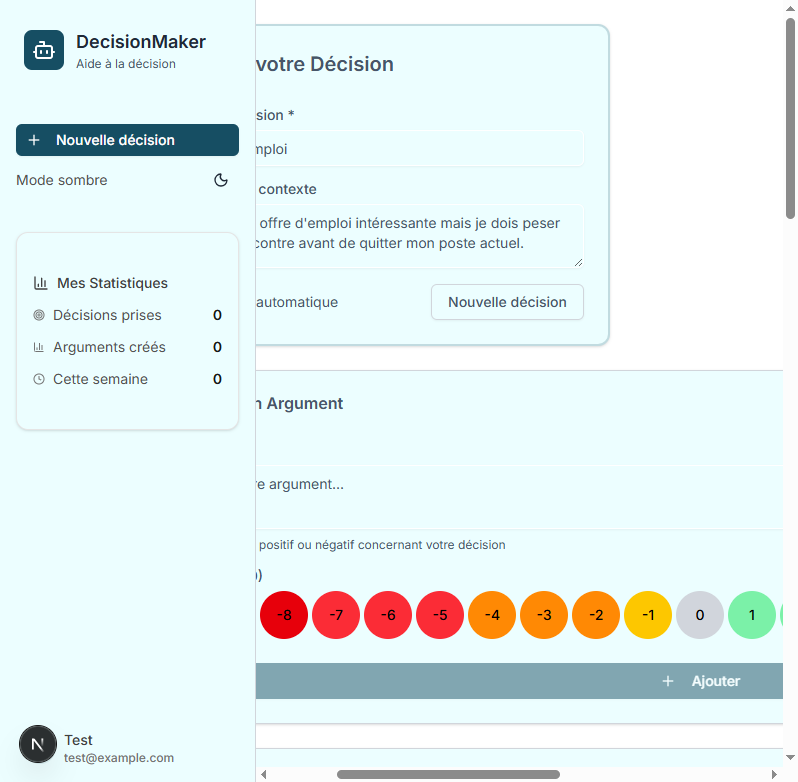 DecisionMaker
Aide à la décision
Nouvelle décision
Mode sombre
Mes Statistiques
Décisions prises 0
Arguments créés 0
Cette semaine 0
Test
test@example.com
votre Décision
sion *
mploi
contexte
offre d'emploi intéressante mais je dois peser
contre avant de quitter mon poste actuel.
automatique
Nouvelle décision
n Argument
re argument...
positif ou négatif concernant votre décision
-8 -7 -6 -5 -4 -3 -2 -1 0 1
Ajouter